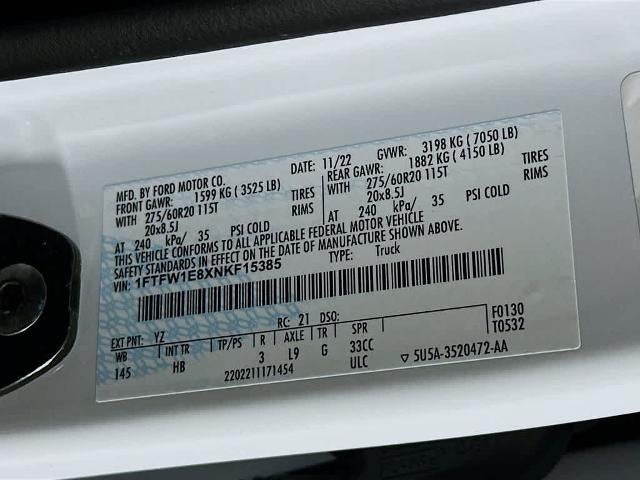 MFD. BY FORD MOTOR CO. DATE: 11/22 GVWR: 3198 KG (7050 LB)
FRONT GAWR: 1599 KG (3525 LB) REAR GAWR: 1882 KG (4150 LB)
WITH 275/60R20 115T TIRES WITH 275/60R20 115T TIRES
20x8.5J RIMS 20x8.5J RIMS
AT 240 kPa/ 35 PSI COLD AT 240 kPa/ 35 PSI COLD
THIS VEHICLE CONFORMS TO ALL APPLICABLE FEDERAL MOTOR VEHICLE
SAFETY STANDARDS IN EFFECT ON THE DATE OF MANUFACTURE SHOWN ABOVE.
VIN: 1FTFW1E8XNKF15385 TYPE: Truck
F0130
T0532
EXT PNT: YZ RC: 21 DSO:
WB INT TR TP/PS R AXLE TR SPR
145 HB 3 L9 G 33CC
2202211171454 ULC 5U5A-3520472-AA